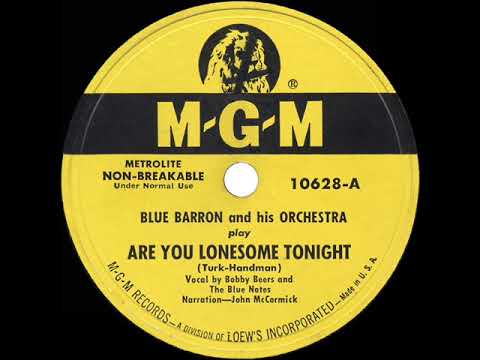 ®
M-G-M
METROLITE
NON-BREAKABLE
Under Normal Use
10628-A
BLUE BARRON and his ORCHESTRA
play
ARE YOU LONESOME TONIGHT
(Turk-Handman)
Vocal by Bobby Beers and
The Blue Notes
Narration—John McCormick
M-G-M RECORDS—A DIVISION OF LOEW'S INCORPORATED—Made in U. S. A.